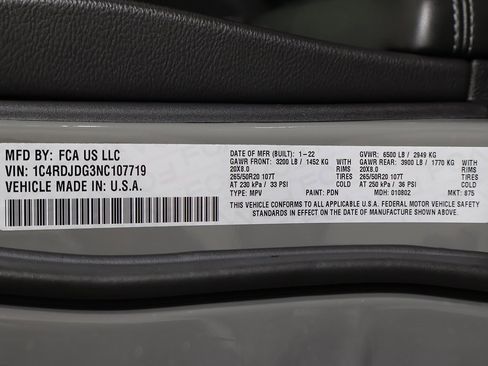 MFD BY: FCA US LLC
VIN: 1C4RDJDG3NC107719
VEHICLE MADE IN: U.S.A.
DATE OF MFR (BUILT): 1-22 GVWR: 6500 LB / 2949 KG
GAWR FRONT: 3200 LB / 1452 KG WITH GAWR REAR: 3900 LB / 1770 KG WITH
20X8.0 RIMS 20X8.0 RIMS
265/50R20 107T TIRES 265/50R20 107T TIRES
AT 230 kPa / 33 PSI COLD AT 250 kPa / 36 PSI COLD
TYPE: MPV PAINT: PDN MDH: 010802 MKT: 875
THIS VEHICLE CONFORMS TO ALL APPLICABLE U.S.A. FEDERAL MOTOR VEHICLE SAFETY
STANDARDS IN EFFECT ON THE DATE OF MANUFACTURE SHOWN ABOVE.